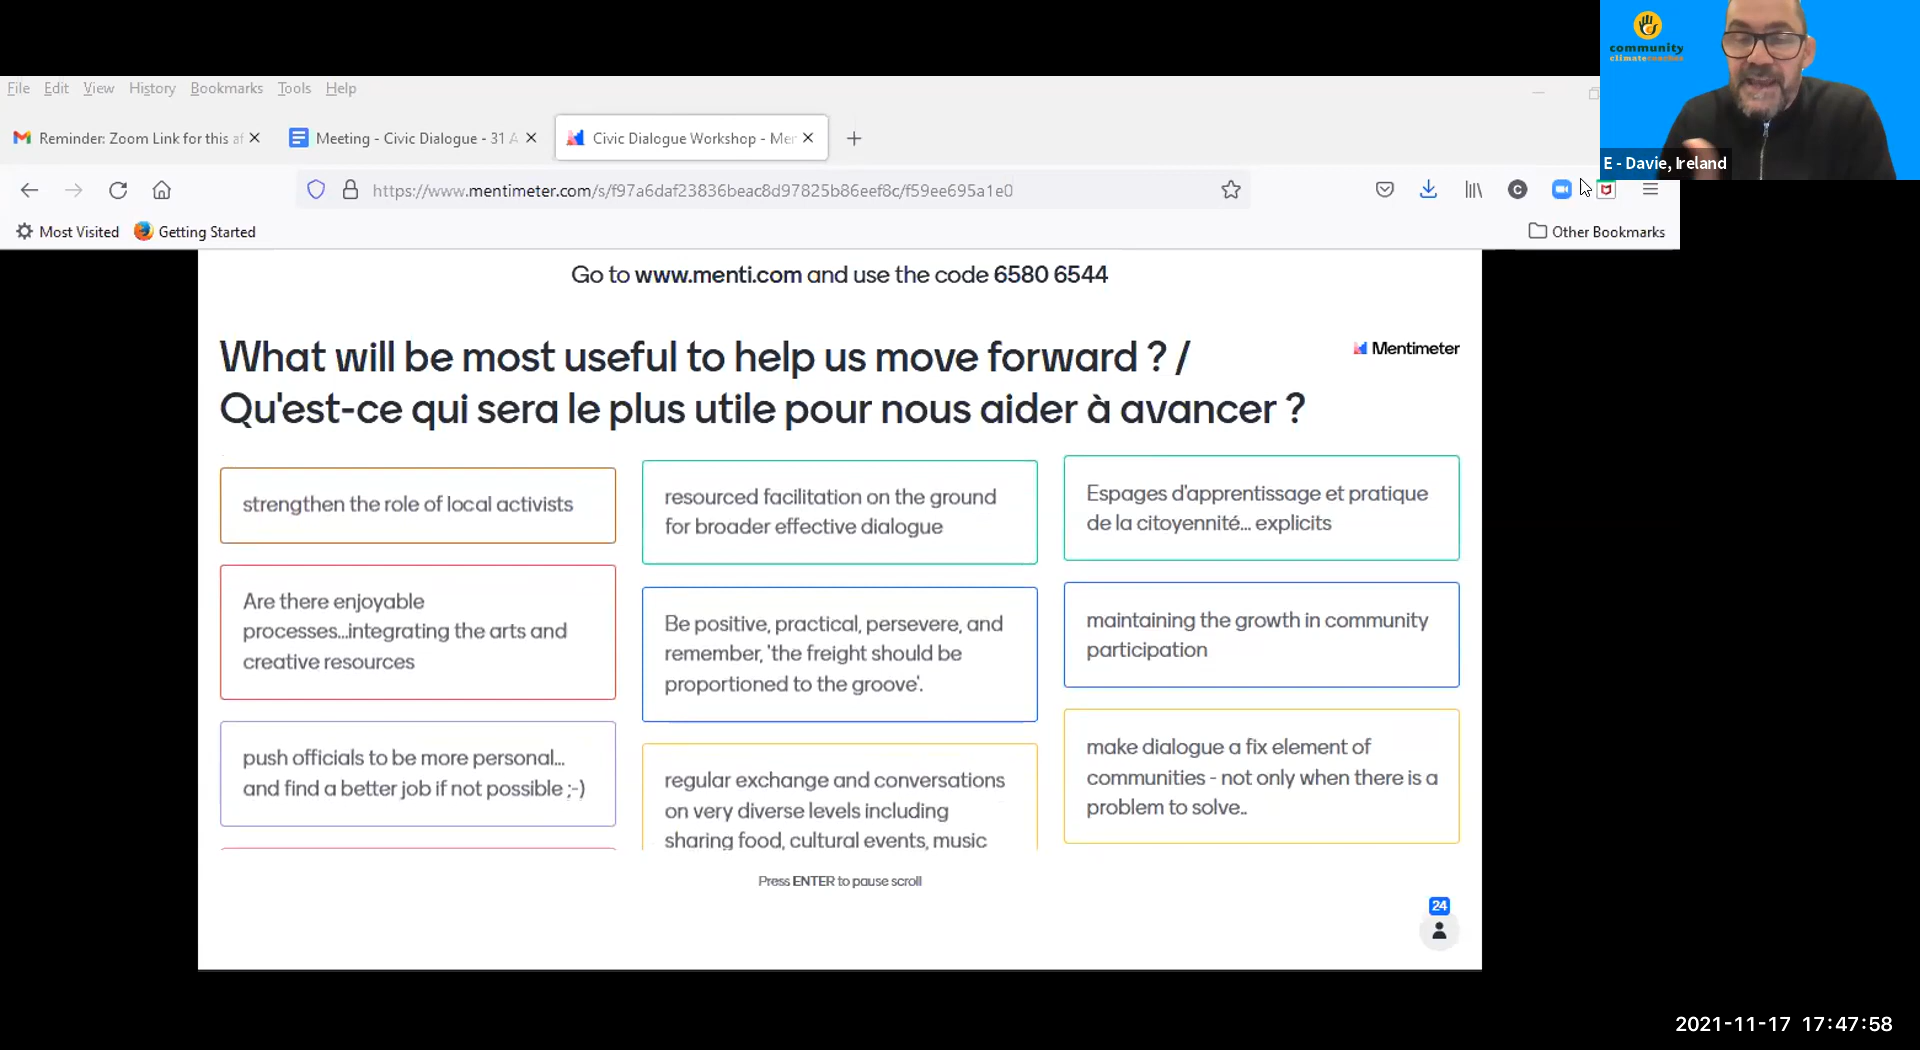 community
climatecoaches
E - Davie, Ireland
File Edit View History Bookmarks Tools Help
Reminder: Zoom Link for this af
Meeting - Civic Dialogue - 31 A
Civic Dialogue Workshop - Men
https://www.mentimeter.com/s/f97a6daf23836beac8d97825b86eef8c/f59ee695a1e0
Most Visited Getting Started Other Bookmarks
Go to www.menti.com and use the code 6580 6544
What will be most useful to help us move forward ? /
Qu'est-ce qui sera le plus utile pour nous aider à avancer ?
Mentimeter
strengthen the role of local activists
Are there enjoyable
processes...integrating the arts and
creative resources
push officials to be more personal...
and find a better job if not possible ;-)
resourced facilitation on the ground
for broader effective dialogue
Be positive, practical, persevere, and
remember, 'the freight should be
proportioned to the groove'.
regular exchange and conversations
on very diverse levels including
sharing food, cultural events, music
Espages d'apprentissage et pratique
de la citoyennité... explicits
maintaining the growth in community
participation
make dialogue a fix element of
communities - not only when there is a
problem to solve..
Press ENTER to pause scroll
24
2021-11-17 17:47:58